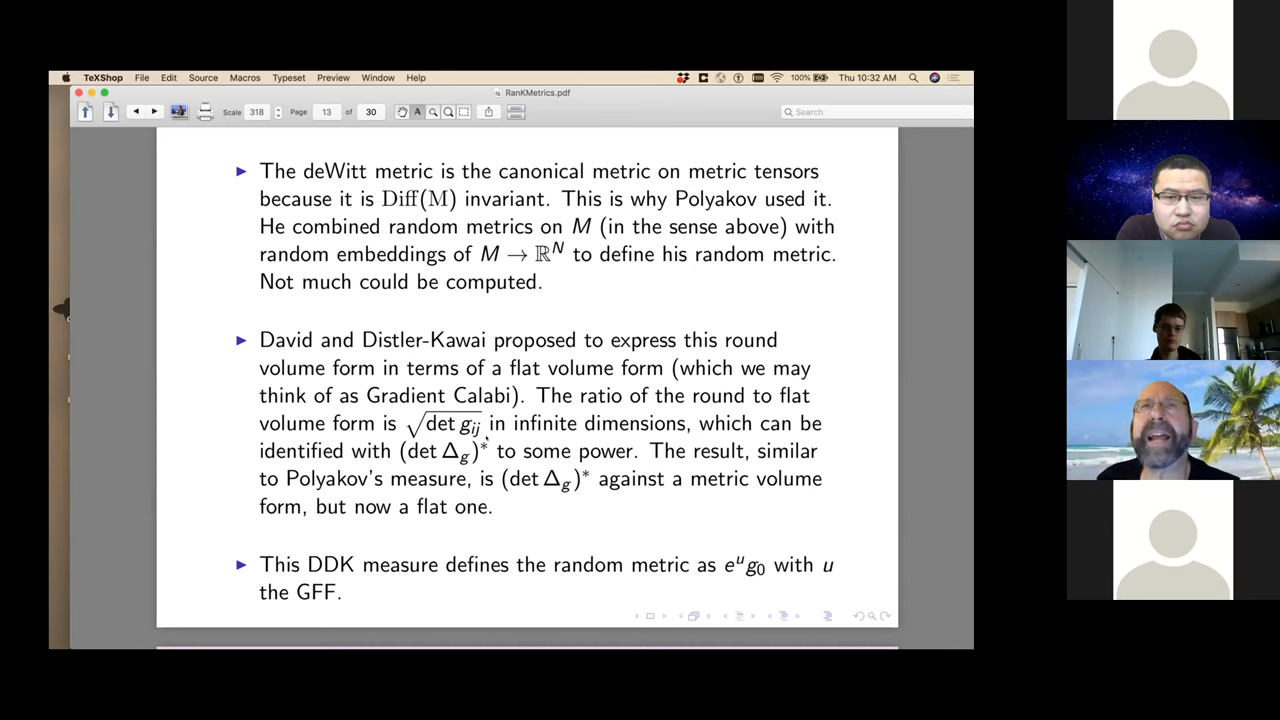 TeXShop File Edit Source Macros Typeset Preview Window Help 100% Thu 10:32 AM
RanKMetrics.pdf
Scale 318 Page 13 of 30 A Search
▶ The deWitt metric is the canonical metric on metric tensors
because it is Diff(M) invariant. This is why Polyakov used it.
He combined random metrics on M (in the sense above) with
random embeddings of M → ℝᴺ to define his random metric.
Not much could be computed.
▶ David and Distler-Kawai proposed to express this round
volume form in terms of a flat volume form (which we may
think of as Gradient Calabi). The ratio of the round to flat
volume form is √det gᵢⱼ in infinite dimensions, which can be
identified with (det Δ_g)* to some power. The result, similar
to Polyakov's measure, is (det Δ_g)* against a metric volume
form, but now a flat one.
▶ This DDK measure defines the random metric as eᵘg₀ with u
the GFF.